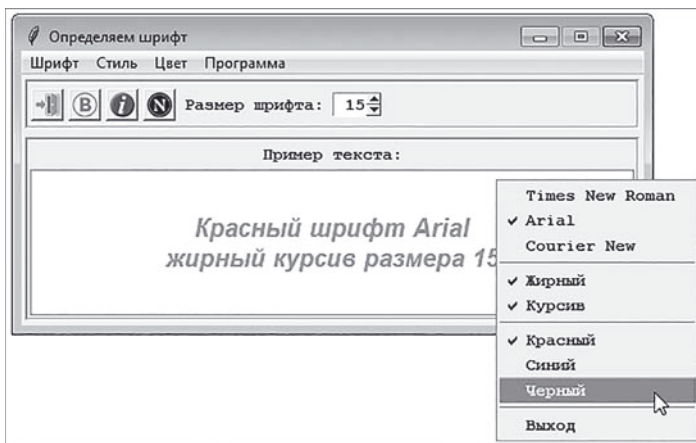 Определяем шрифт
Шрифт Стиль Цвет Программа
B i N Размер шрифта: 15
Пример текста:
Красный шрифт Arial
жирный курсив размера 15
Times New Roman
✓ Arial
Courier New
✓ Жирный
✓ Курсив
✓ Красный
Синий
Черный
Выход